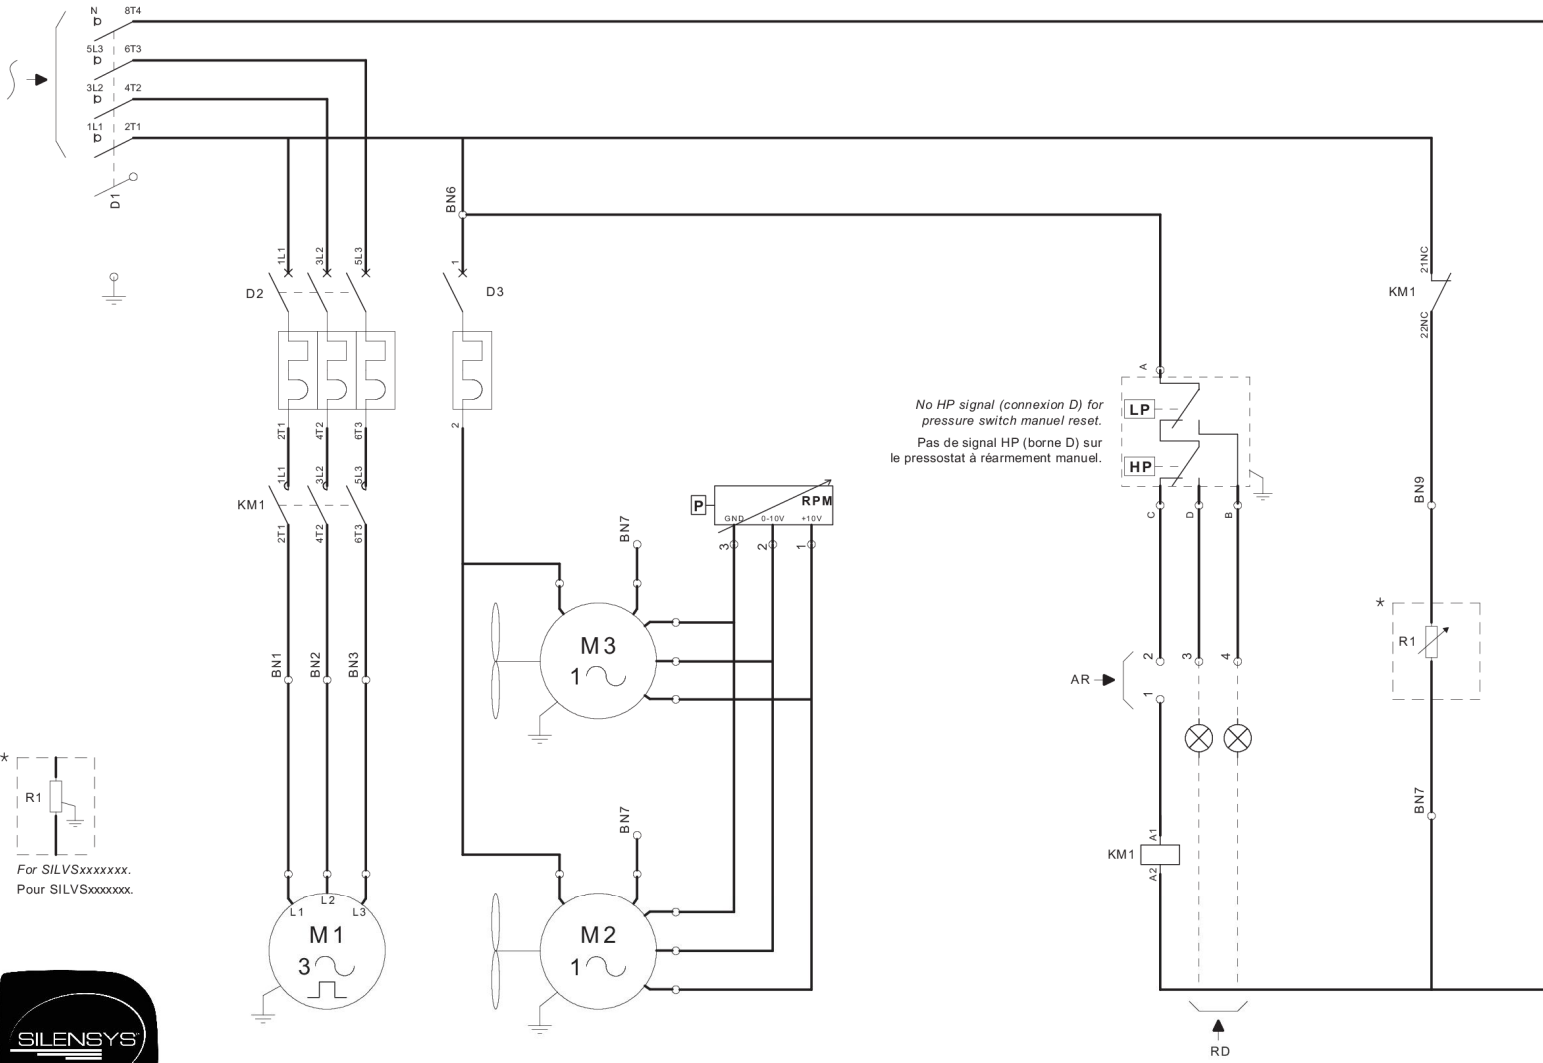 N 8T4
5L3 6T3
3L2 4T2
1L1 2T1
D1
BN6
1L1 3L2 5L3 1
D2 D3
21NC
KM1
22NC
A
No HP signal (connexion D) for
pressure switch manuel reset.
Pas de signal HP (borne D) sur
le pressostat à réarmement manuel.
LP
HP
2T1 4T2 6T3 2
1L1 3L2 5L3
KM1
2T1 4T2 6T3
P RPM
GND 0-10V +10V
3 2 1
BN7
C D B
BN9
M3
1
BN1 BN2 BN3
2 3 4
AR
1
* R1
* R1
For SILVSxxxxxxx.
Pour SILVSxxxxxxx.
BN7
BN7
A1
KM1
A2
L1 L2 L3
M1
3
M2
1
SILENSYS
RD